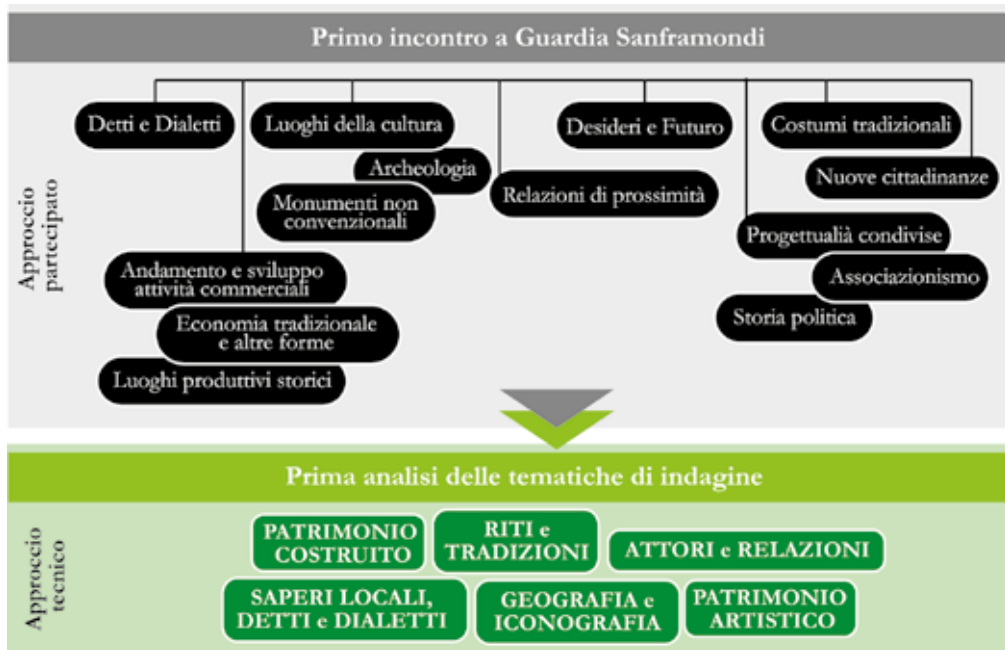 Primo incontro a Guardia Sanframondi
Approccio
partecipato
Detti e Dialetti
Luoghi della cultura
Desideri e Futuro
Costumi tradizionali
Archeologia
Nuove cittadinanze
Monumenti non
convenzionali
Relazioni di prossimità
Progettualià condivise
Andamento e sviluppo
attività commerciali
Associazionismo
Economia tradizionale
e altre forme
Storia politica
Luoghi produttivi storici
Prima analisi delle tematiche di indagine
Approccio
tecnico
PATRIMONIO
COSTRUITO
RITI e
TRADIZIONI
ATTORI e RELAZIONI
SAPERI LOCALI,
DETTI e DIALETTI
GEOGRAFIA e
ICONOGRAFIA
PATRIMONIO
ARTISTICO